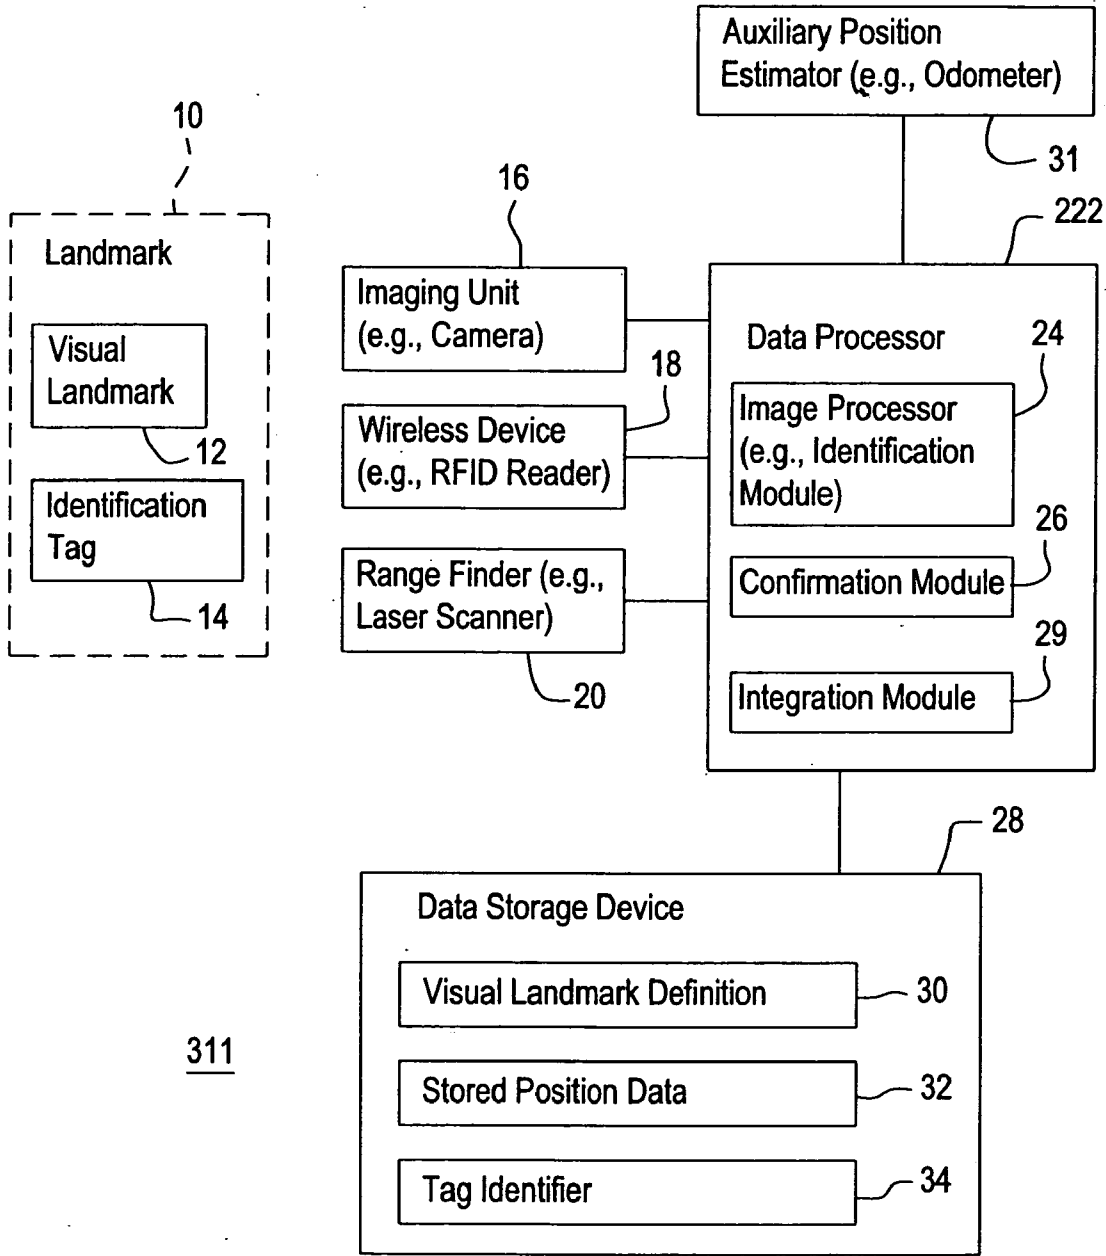 Auxiliary Position
Estimator (e.g., Odometer)
31
10
16
222
Landmark
Visual
Landmark
12
Identification
Tag
14
Imaging Unit
(e.g., Camera)
18
Wireless Device
(e.g., RFID Reader)
Range Finder (e.g.,
Laser Scanner)
20
Data Processor
24
Image Processor
(e.g., Identification
Module)
26
Confirmation Module
29
Integration Module
28
Data Storage Device
Visual Landmark Definition
30
Stored Position Data
32
Tag Identifier
34
311